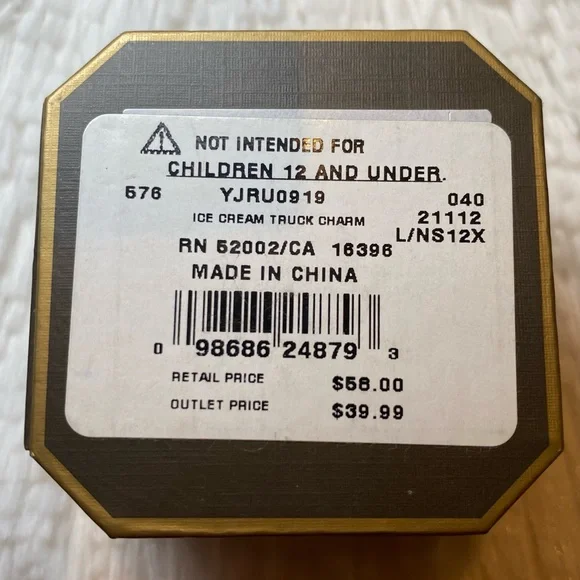 NOT INTENDED FOR
CHILDREN 12 AND UNDER.
576 YJRU0919 040
ICE CREAM TRUCK CHARM 21112
L/NS12X
RN 52002/CA 16396
MADE IN CHINA
0 98686 24879 3
RETAIL PRICE $58.00
OUTLET PRICE $39.99